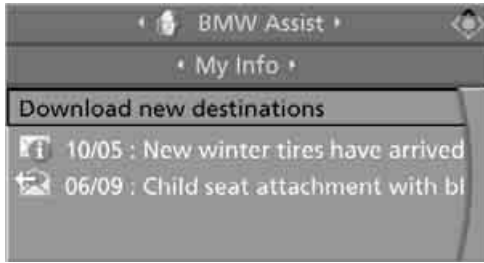 BMW Assist
My Info
Download new destinations
10/05 : New winter tires have arrived
06/09 : Child seat attachment with bl